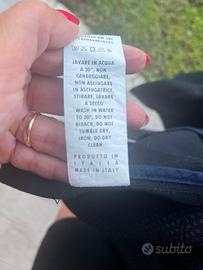 LAVARE IN ACQUA
A 30°, NON
CANDEGGIARE,
NON ASCIUGARE
IN ASCIUGATRICE,
STIRARE, LAVARE
A SECCO
WASH IN WATER
TO 30°, DO NOT
BLEACH, DO NOT
TUMBLE DRY,
IRON, DO DRY
CLEAN
PRODOTTO IN
ITALIA
MADE IN ITALY
subito